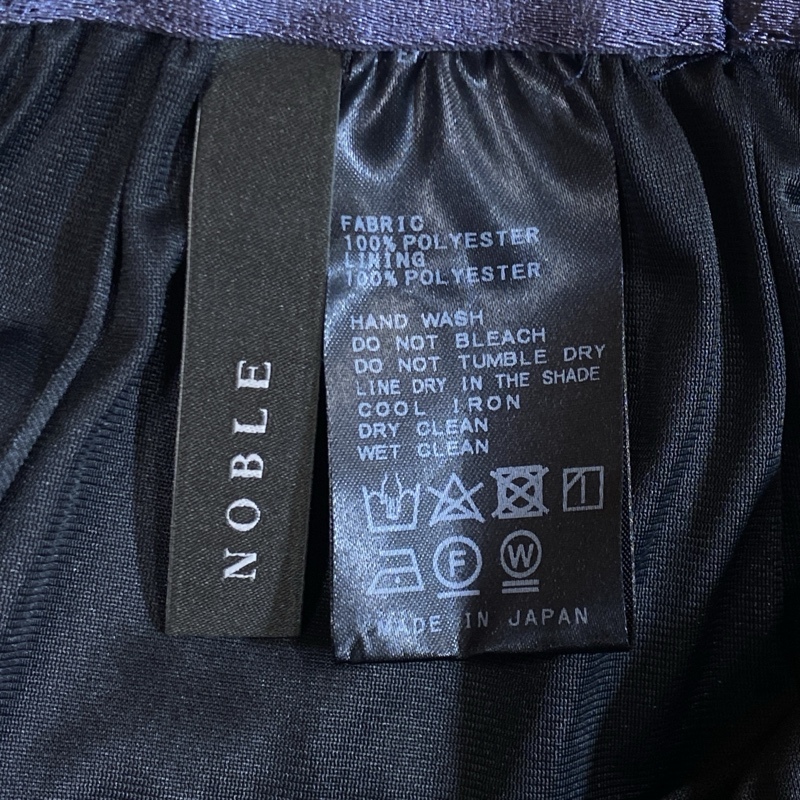 NOBLE
FABRIC
100% POLYESTER
LINING
100% POLYESTER
HAND WASH
DO NOT BLEACH
DO NOT TUMBLE DRY
LINE DRY IN THE SHADE
COOL IRON
DRY CLEAN
WET CLEAN
F W
MADE IN JAPAN